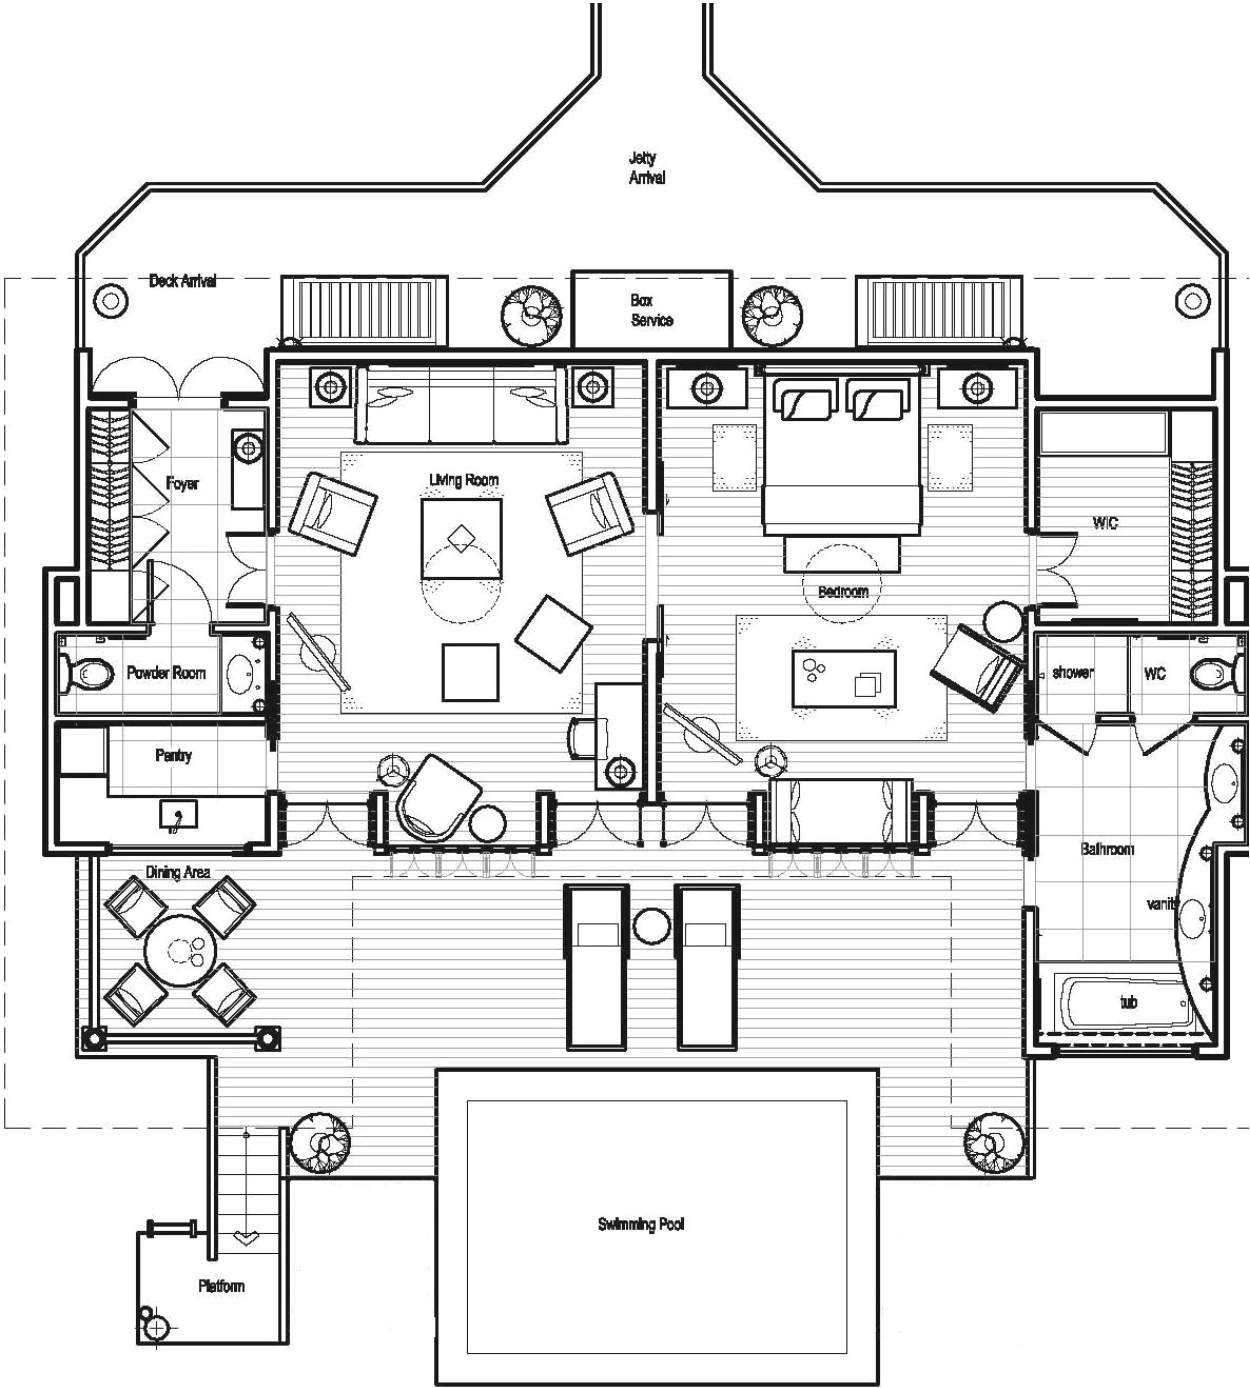 Jetty
Arrival
Deck Arrival
Box
Service
Living Room
Foyer
WIC
Bedroom
Powder Room
shower
WC
Pantry
Bathroom
Dining Area
vanity
tub
Swimming Pool
Platform